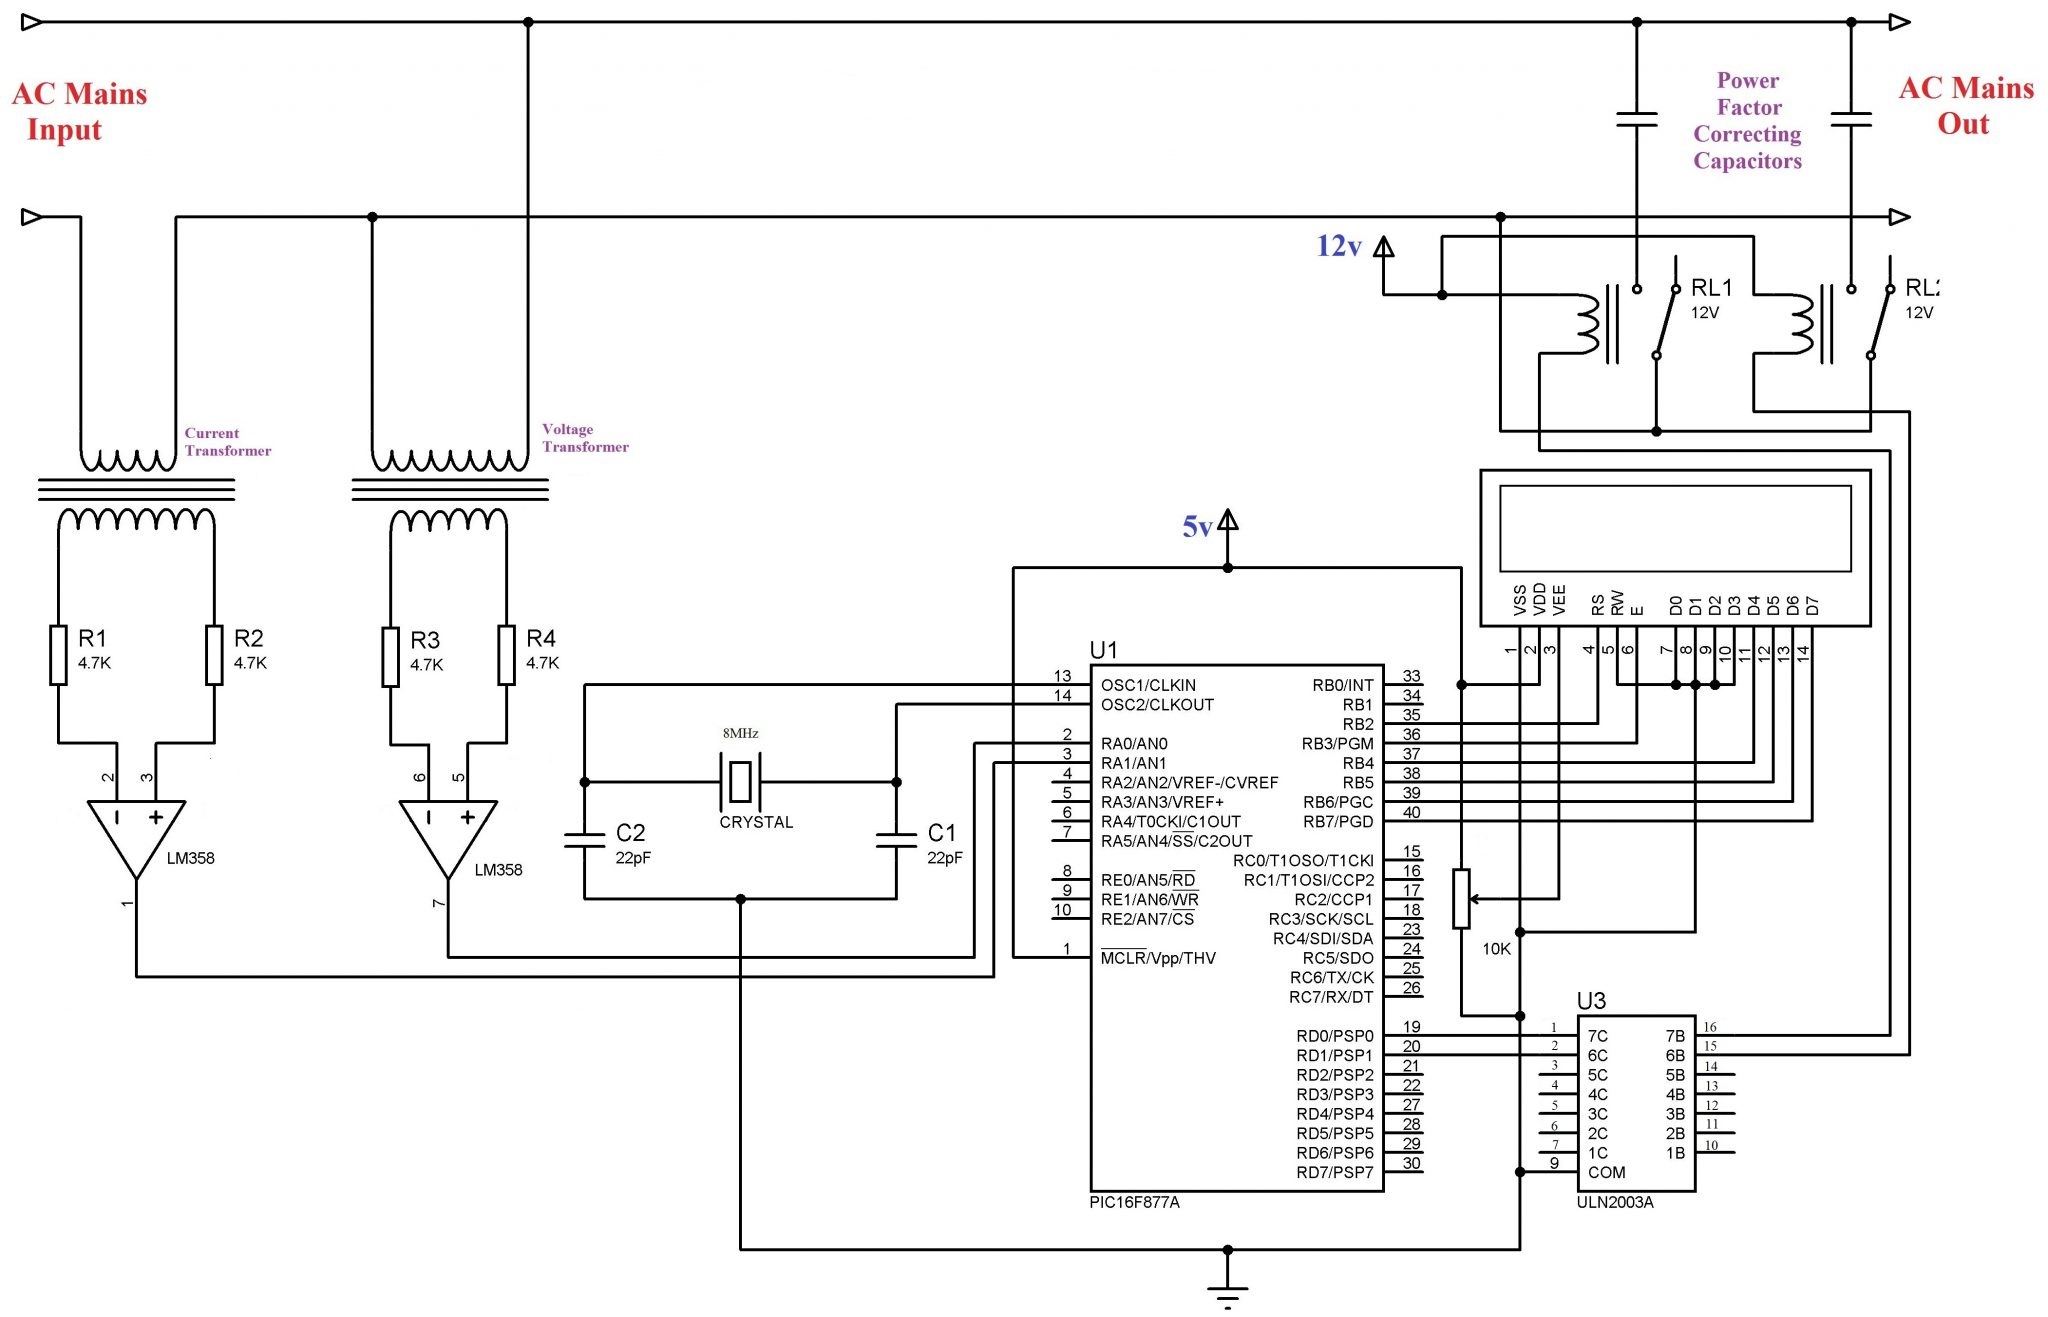 AC Mains
Input
Power
Factor
Correcting
Capacitors
AC Mains
Out
12v
RL1
12V
12V
Current
Transformer
Voltage
Transformer
5v
R1
4.7K
R2
4.7K
R3
4.7K
R4
4.7K
2
3
6
5
−
+
−
+
LM358
LM358
1
7
8MHz
CRYSTAL
C2
22pF
C1
22pF
U1
13 OSC1/CLKIN
14 OSC2/CLKOUT
2 RA0/AN0
3 RA1/AN1
4 RA2/AN2/VREF-/CVREF
5 RA3/AN3/VREF+
6 RA4/T0CKI/C1OUT
7 RA5/AN4/SS/C2OUT
8 RE0/AN5/RD
9 RE1/AN6/WR
10 RE2/AN7/CS
1 MCLR/Vpp/THV
RB0/INT 33
RB1 34
RB2 35
RB3/PGM 36
RB4 37
RB5 38
RB6/PGC 39
RB7/PGD 40
RC0/T1OSO/T1CKI 15
RC1/T1OSI/CCP2 16
RC2/CCP1 17
RC3/SCK/SCL 18
RC4/SDI/SDA 23
RC5/SDO 24
RC6/TX/CK 25
RC7/RX/DT 26
RD0/PSP0 19
RD1/PSP1 20
RD2/PSP2 21
RD3/PSP3 22
RD4/PSP4 27
RD5/PSP5 28
RD6/PSP6 29
RD7/PSP7 30
PIC16F877A
VSS
VDD
VEE
RS
RW
E
D0
D1
D2
D3
D4
D5
D6
D7
1
2
3
4
5
6
7
8
9
10
11
12
13
14
10K
U3
1 7C 7B 16
2 6C 6B 15
3 5C 5B 14
4 4C 4B 13
5 3C 3B 12
6 2C 2B 11
7 1C 1B 10
9 COM
ULN2003A